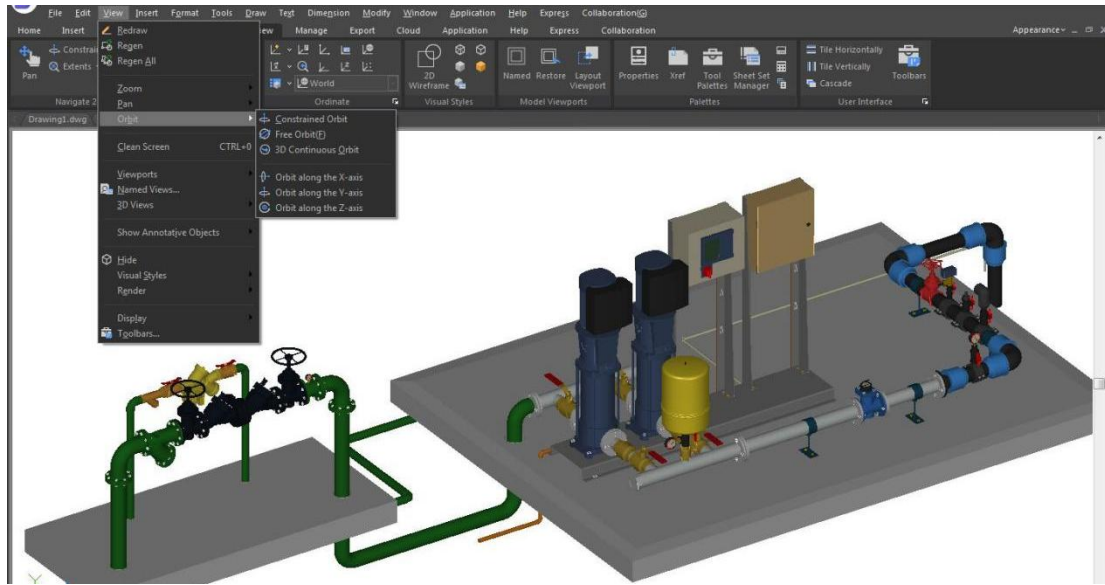 File Edit View Insert Format Tools Draw Text Dimension Modify Window Application Help Express Collaboration(G)
Home Insert ew Manage Export Cloud Application Help Express Collaboration Appearance
Redraw
Regen
Regen All
Zoom
Pan
Orbit
Clean Screen CTRL+0
Viewports
Named Views...
3D Views
Show Annotative Objects
Hide
Visual Styles
Render
Display
Toolbars...
Constrained Orbit
Free Orbit(F)
3D Continuous Orbit
Orbit along the X-axis
Orbit along the Y-axis
Orbit along the Z-axis
Pan
Constrai
Extents
Navigate 2
World
Ordinate
2D
Wireframe
Visual Styles
Named Restore Layout
Viewport
Model Viewports
Properties Xref Tool
Palettes Sheet Set
Manager
Palettes
Tile Horizontally
Tile Vertically
Cascade
Toolbars
User Interface
Drawing1.dwg
Y